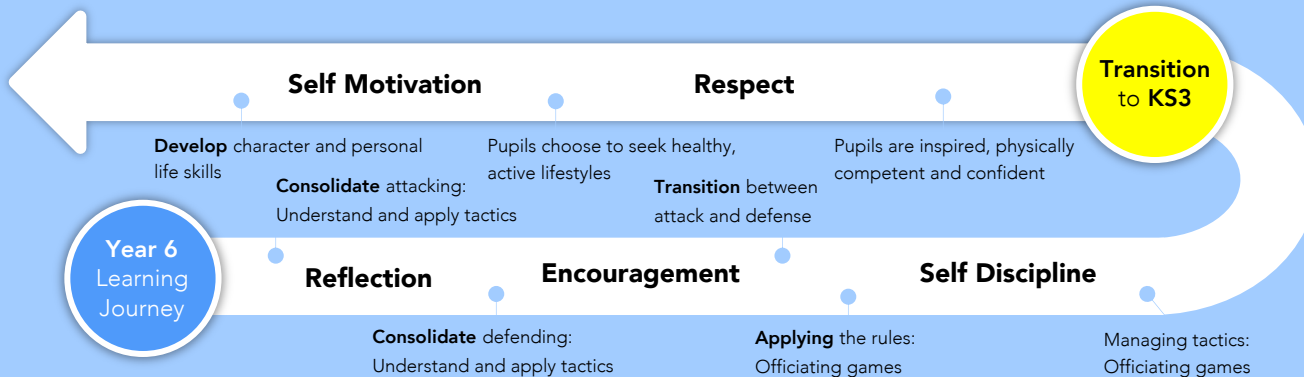 Self Motivation
Respect
Transition
to KS3
Develop character and personal
life skills
Pupils choose to seek healthy,
active lifestyles
Pupils are inspired, physically
competent and confident
Consolidate attacking:
Understand and apply tactics
Transition between
attack and defense
Year 6
Learning
Journey
Reflection
Encouragement
Self Discipline
Consolidate defending:
Understand and apply tactics
Applying the rules:
Officiating games
Managing tactics:
Officiating games